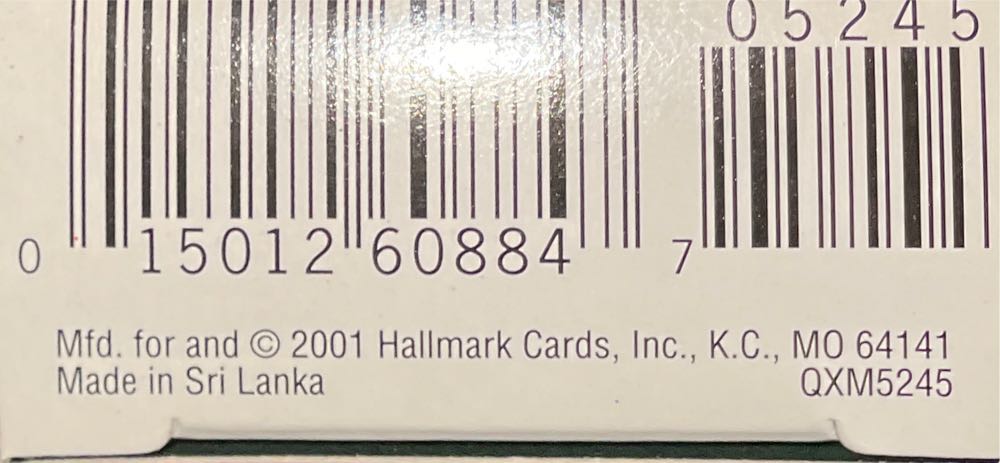 05245
0 15012 60884 7
Mfd. for and © 2001 Hallmark Cards, Inc., K.C., MO 64141
Made in Sri Lanka QXM5245